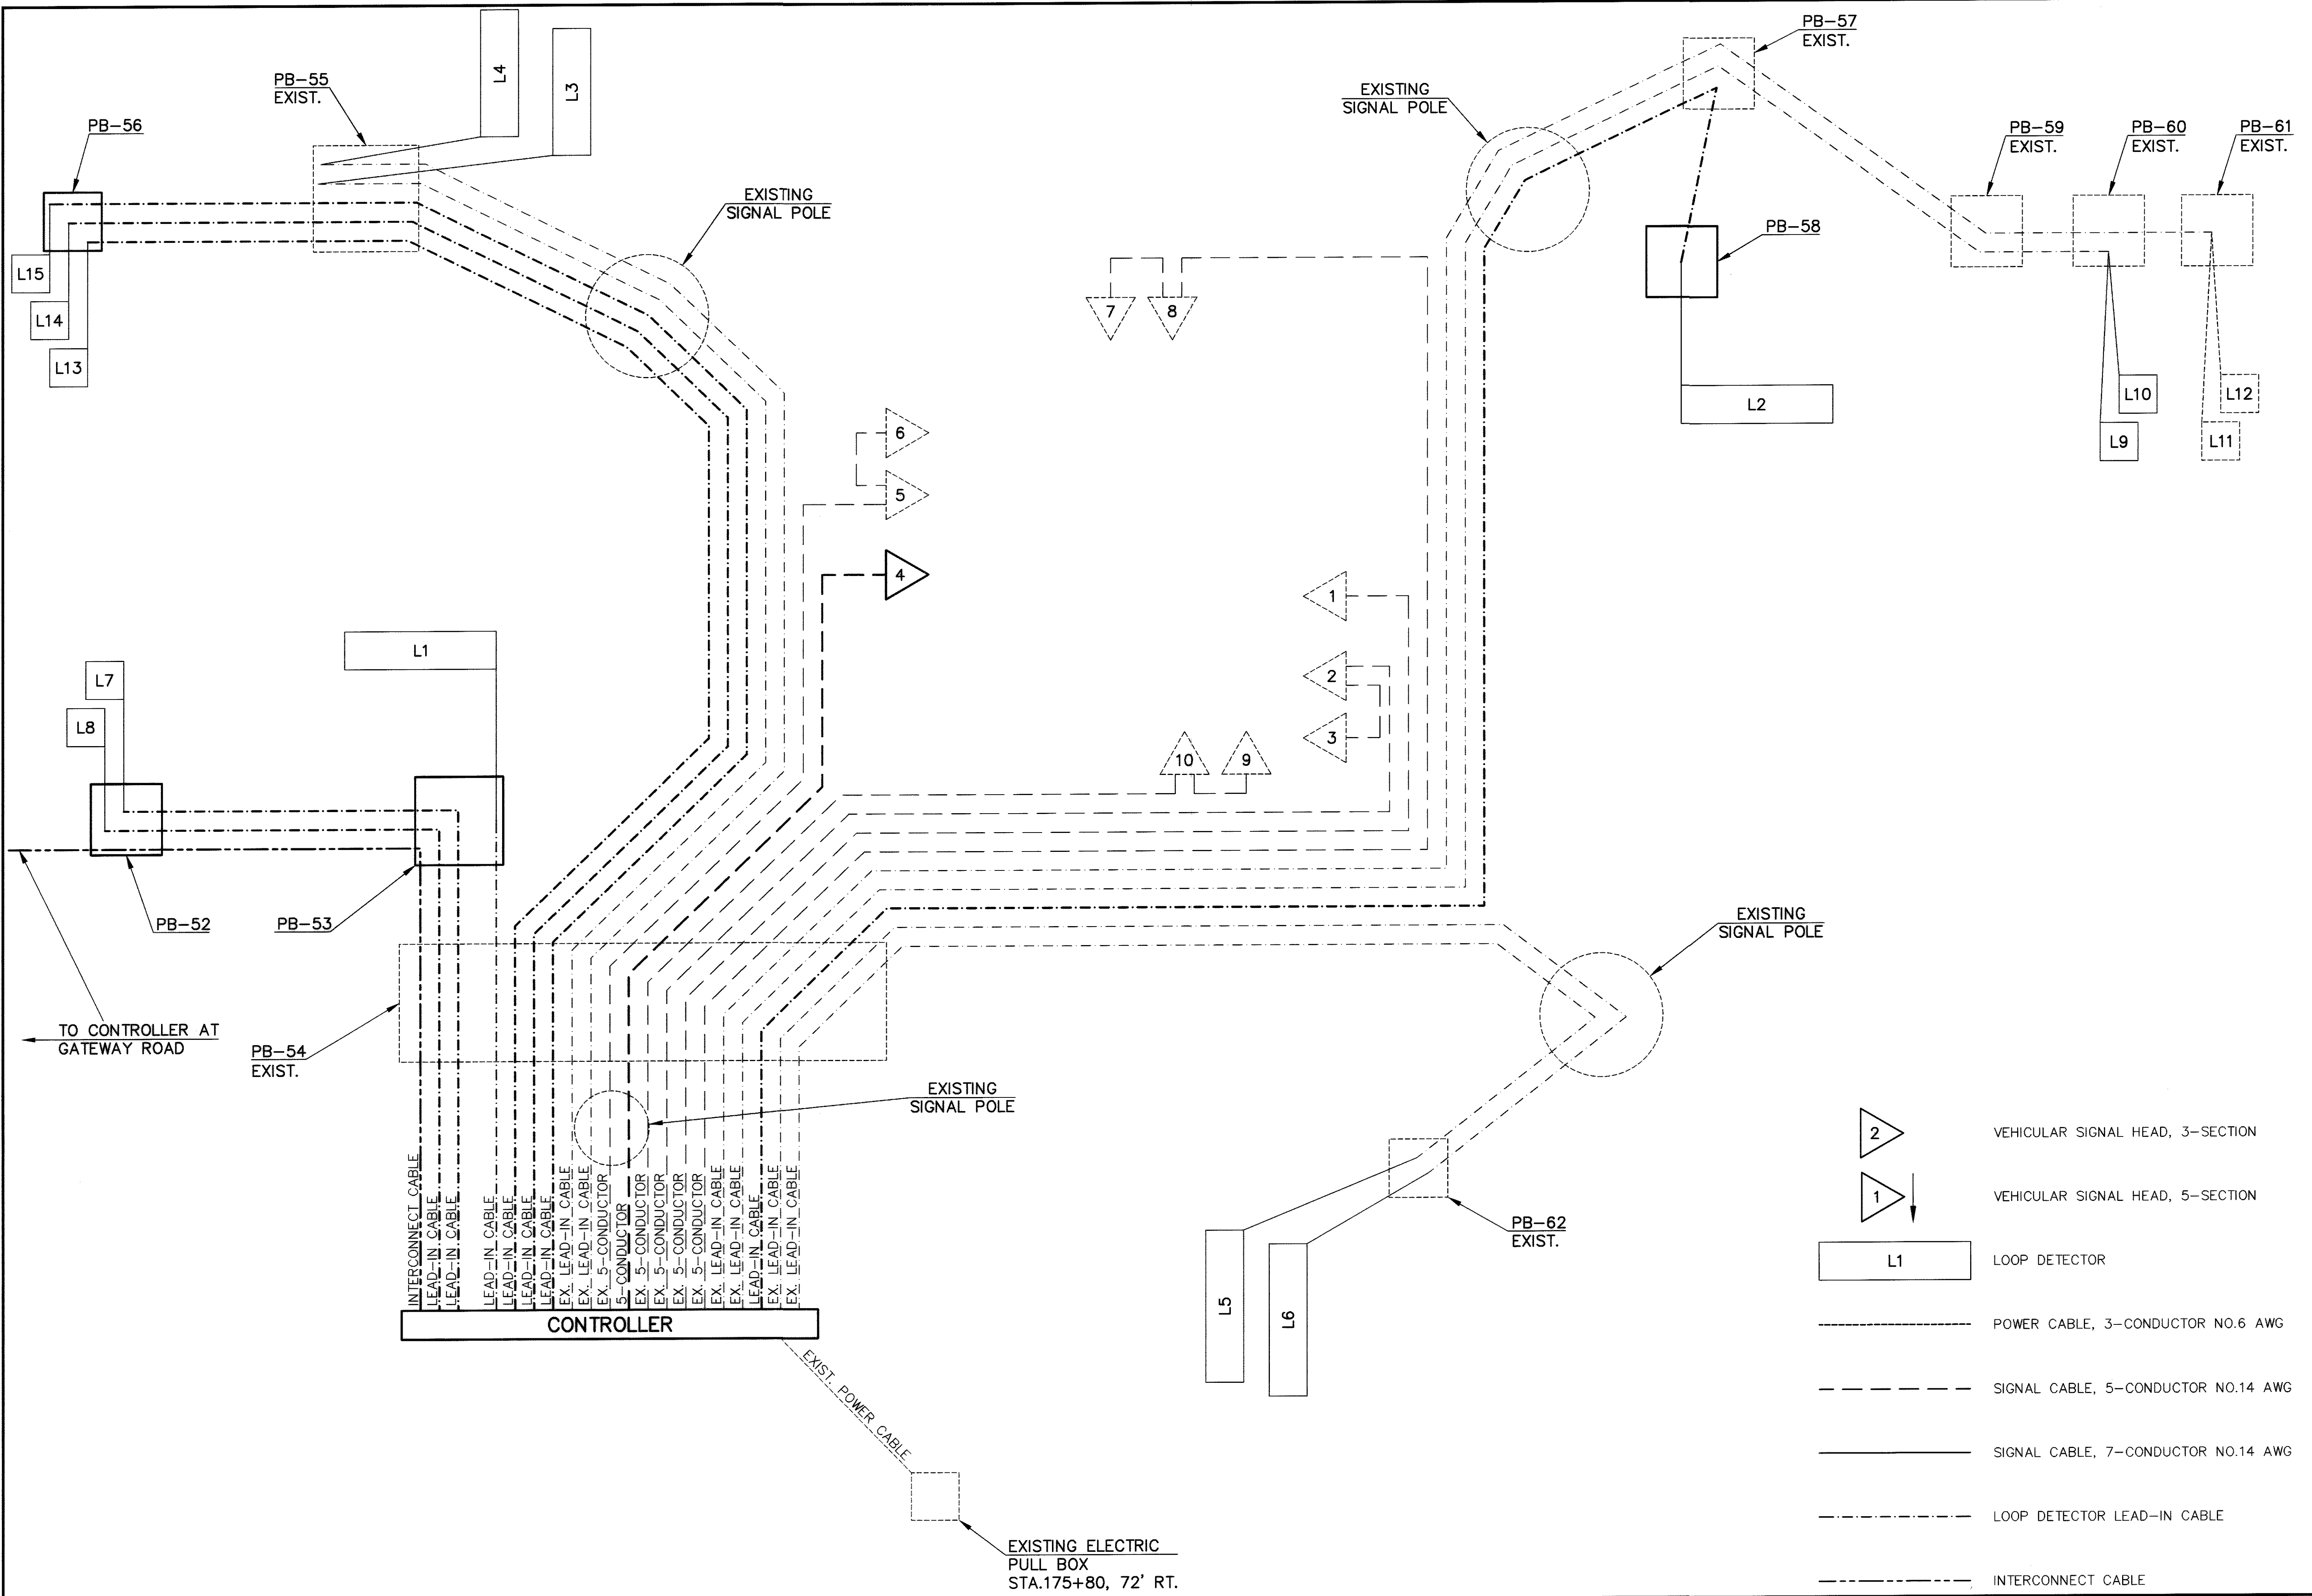 L4
L3
PB-55
EXIST.
PB-56
EXISTING
SIGNAL POLE
L15
L14
L13
PB-57
EXIST.
EXISTING
SIGNAL POLE
PB-59
EXIST.
PB-60
EXIST.
PB-61
EXIST.
PB-58
7
8
L2
L10
L12
L9
L11
6
5
4
1
2
3
10
9
L1
L7
L8
PB-52
PB-53
EXISTING
SIGNAL POLE
TO CONTROLLER AT
GATEWAY ROAD
PB-54
EXIST.
EXISTING
SIGNAL POLE
INTERCONNECT CABLE
LEAD-IN CABLE
LEAD-IN CABLE
LEAD-IN CABLE
LEAD-IN CABLE
LEAD-IN CABLE
LEAD-IN CABLE
EX. LEAD-IN CABLE
EX. LEAD-IN CABLE
EX. 5-CONDUCTOR
5-CONDUCTOR
EX. 5-CONDUCTOR
EX. 5-CONDUCTOR
EX. 5-CONDUCTOR
EX. 5-CONDUCTOR
EX. LEAD-IN CABLE
EX. LEAD-IN CABLE
LEAD-IN CABLE
EX. LEAD-IN CABLE
EX. LEAD-IN CABLE
CONTROLLER
EXIST. POWER CABLE
EXISTING ELECTRIC
PULL BOX
STA.175+80, 72' RT.
PB-62
EXIST.
L5
L6
2
VEHICULAR SIGNAL HEAD, 3-SECTION
1
VEHICULAR SIGNAL HEAD, 5-SECTION
L1
LOOP DETECTOR
POWER CABLE, 3-CONDUCTOR NO.6 AWG
SIGNAL CABLE, 5-CONDUCTOR NO.14 AWG
SIGNAL CABLE, 7-CONDUCTOR NO.14 AWG
LOOP DETECTOR LEAD-IN CABLE
INTERCONNECT CABLE